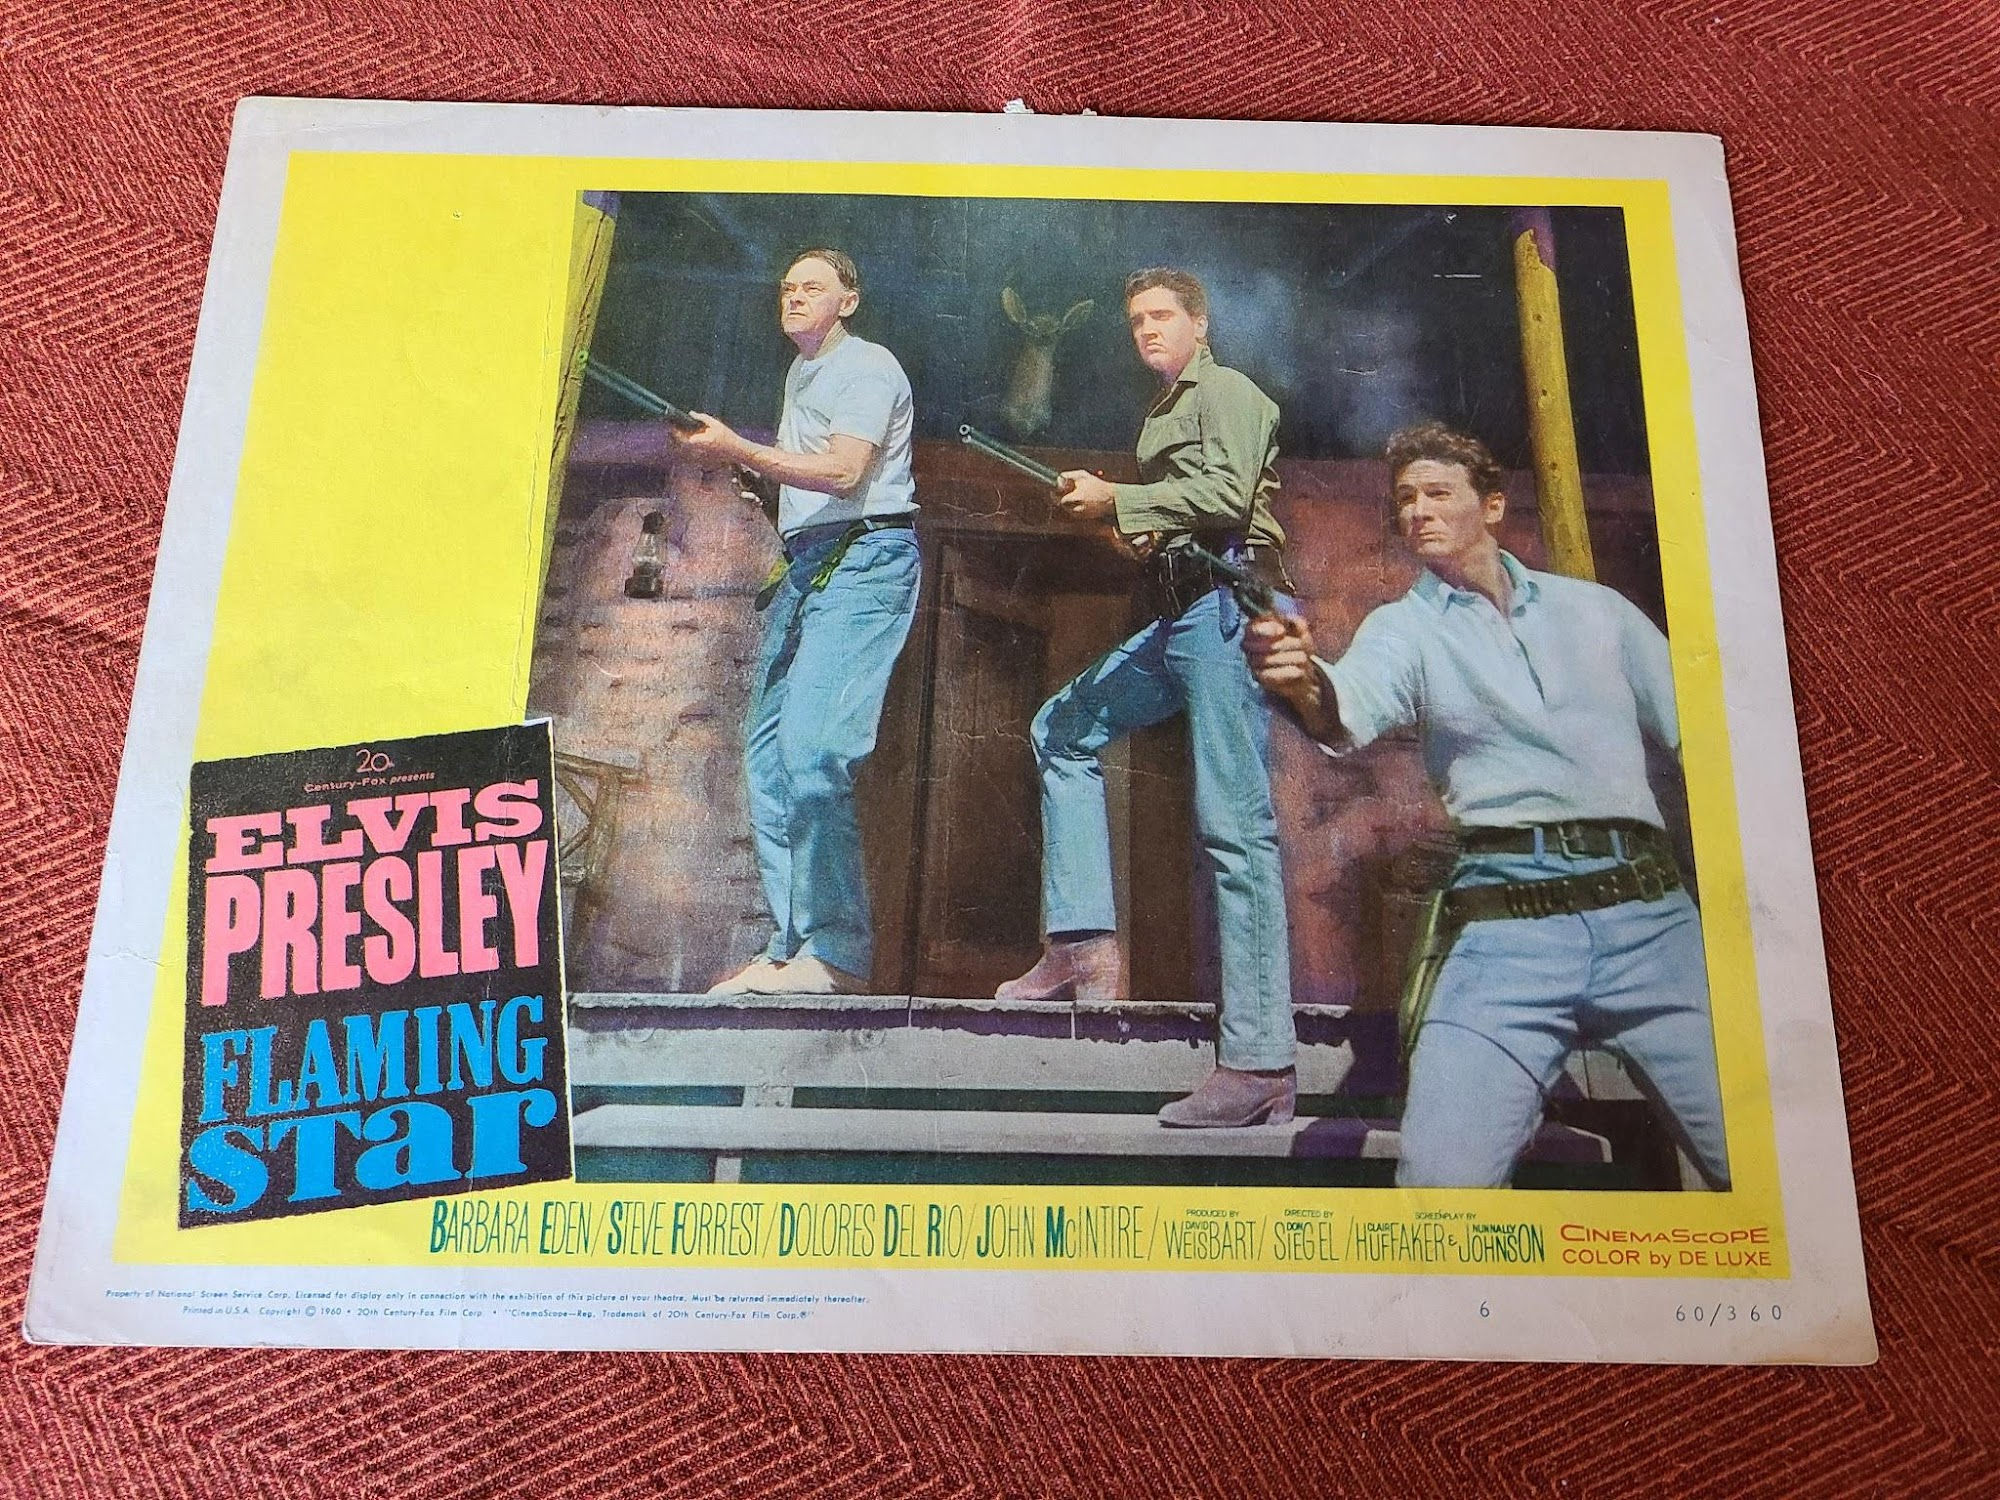 20
Century-Fox presents
ELVIS
PRESLEY
FLAMING
STaR
BARBARA EDEN/STEVE FORREST/DOLORES DEL RIO/JOHN McINTIRE/PRODUCED BY DAVID WEISBART/DIRECTED BY DON SIEGEL/SCREENPLAY BY CLAIR HUFFAKER & NUNNALLY JOHNSON
CINEMASCOPE
COLOR by DE LUXE
Property of National Screen Service Corp. Licensed for display only in connection with the exhibition of this picture at your theatre. Must be returned immediately thereafter.
Printed in U.S.A. Copyright © 1960 • 20th Century-Fox Film Corp. • "CinemaScope—Reg. Trademark of 20th Century-Fox Film Corp.®"
6
60/360